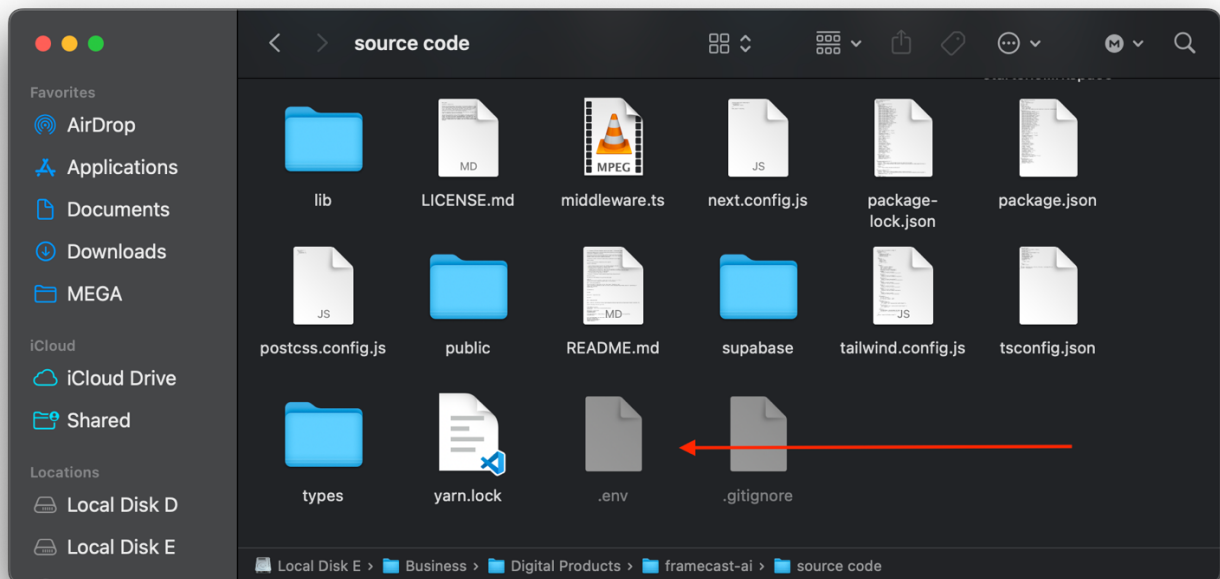 source code
Favorites
AirDrop
Applications
Documents
Downloads
MEGA
iCloud
iCloud Drive
Shared
Locations
Local Disk D
Local Disk E
lib
MD
LICENSE.md
MPEG
middleware.ts
JS
next.config.js
package-
lock.json
package.json
JS
postcss.config.js
public
MD
README.md
supabase
JS
tailwind.config.js
tsconfig.json
types
yarn.lock
.env
.gitignore
Local Disk E › Business › Digital Products › framecast-ai › source code